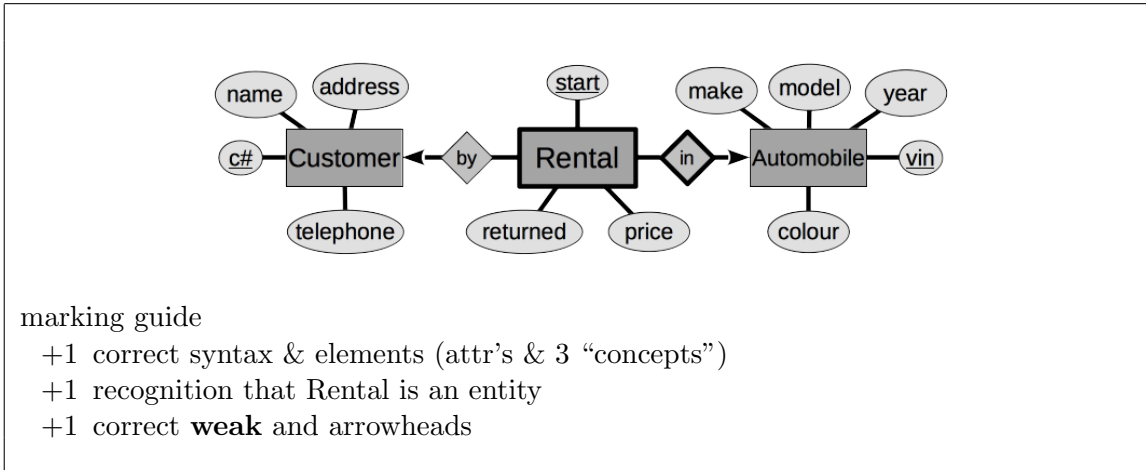 start
name address make model year
c# Customer by Rental in Automobile vin
telephone returned price colour
marking guide
+1 correct syntax & elements (attr's & 3 “concepts”)
+1 recognition that Rental is an entity
+1 correct weak and arrowheads